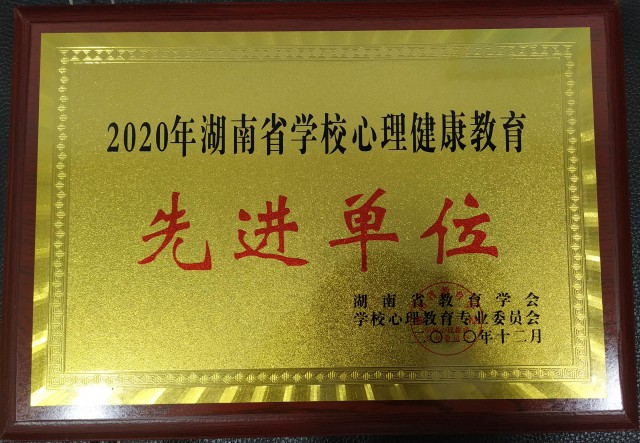 2020年湖南省学校心理健康教育
先进单位
湖南省教育学会
学校心理教育专业委员会
二〇二〇年十二月